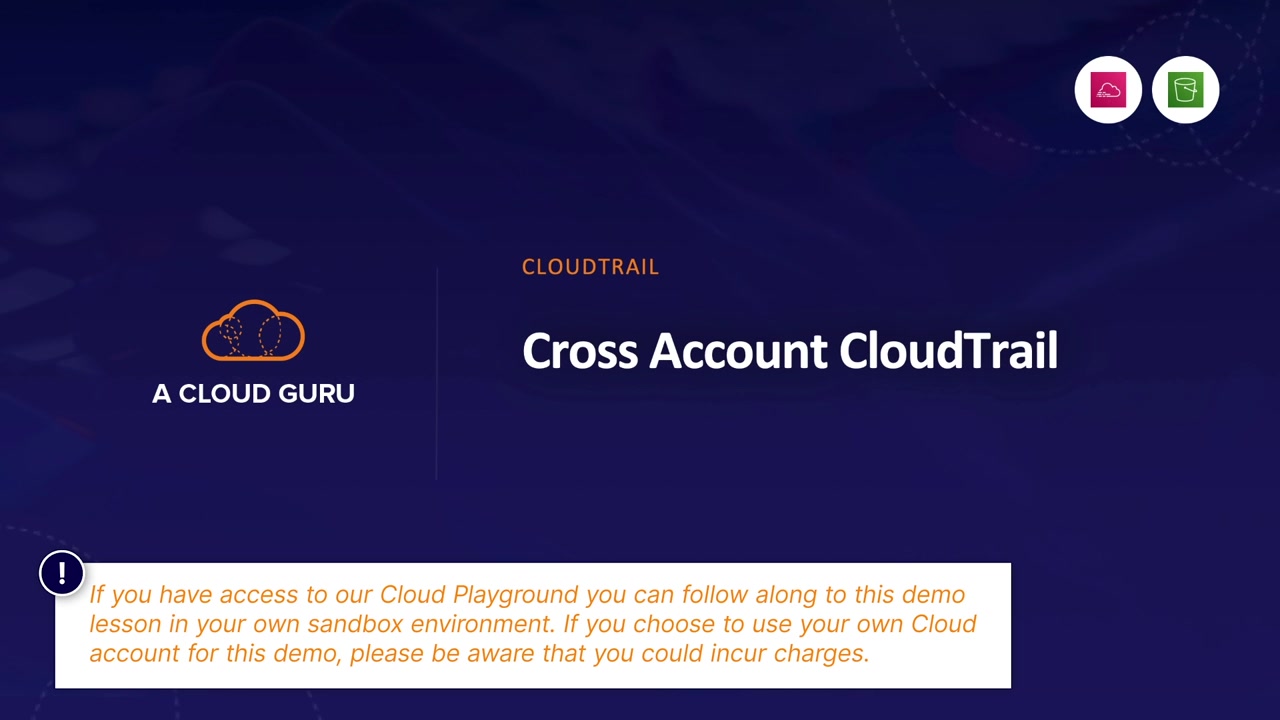 CLOUDTRAIL
Cross Account CloudTrail
A CLOUD GURU
!
If you have access to our Cloud Playground you can follow along to this demo
lesson in your own sandbox environment. If you choose to use your own Cloud
account for this demo, please be aware that you could incur charges.